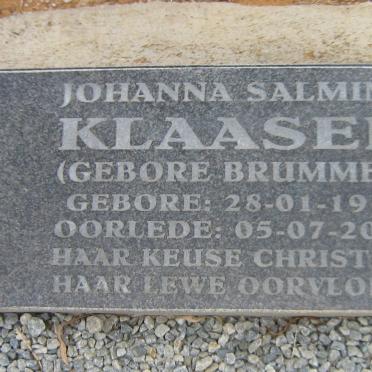 JOHANNA SALMIN
KLAASE
(GEBORE BRUMME
GEBORE: 28-01-19
OORLEDE: 05-07-20
HAAR KEUSE CHRIST
HAAR LEWE OORVLO